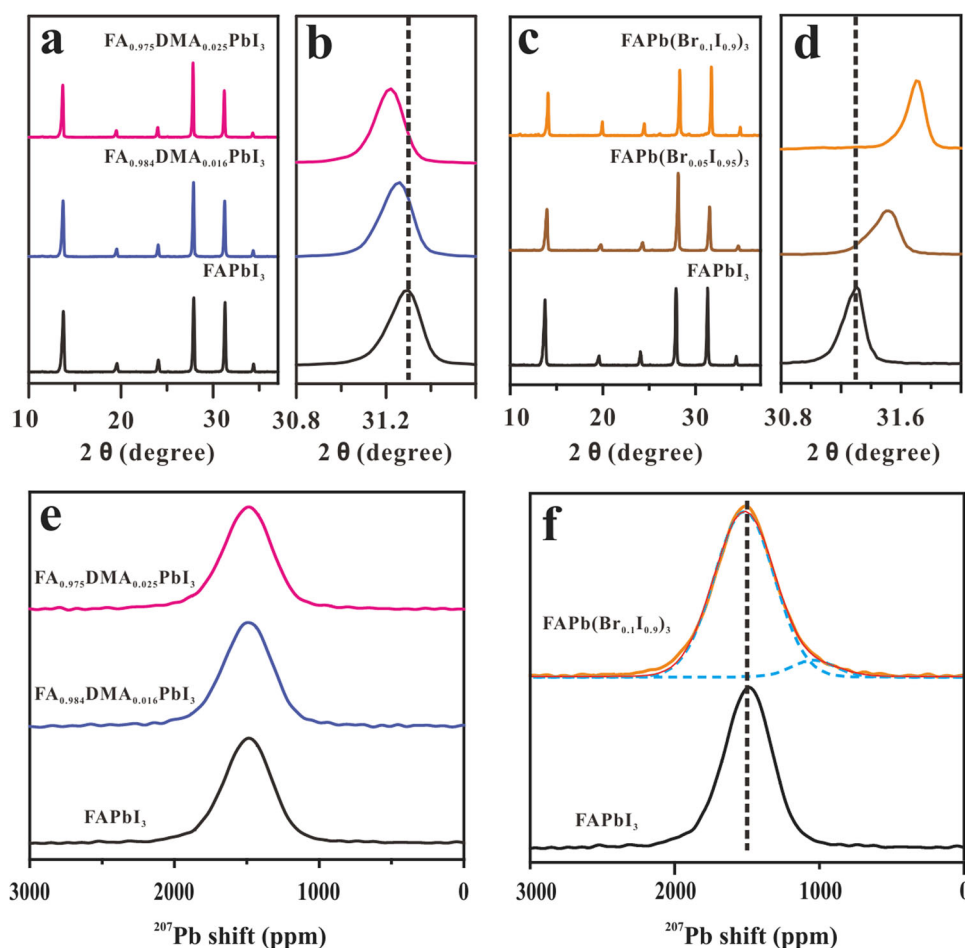 a
FA₀.₉₇₅DMA₀.₀₂₅PbI₃
FA₀.₉₈₄DMA₀.₀₁₆PbI₃
FAPbI₃
10 20 30
2 θ (degree)
b
30.8 31.2
2 θ (degree)
c
FAPb(Br₀.₁I₀.₉)₃
FAPb(Br₀.₀₅I₀.₉₅)₃
FAPbI₃
10 20 30
2 θ (degree)
d
30.8 31.6
2 θ (degree)
e
FA₀.₉₇₅DMA₀.₀₂₅PbI₃
FA₀.₉₈₄DMA₀.₀₁₆PbI₃
FAPbI₃
3000 2000 1000 0
²⁰⁷Pb shift (ppm)
f
FAPb(Br₀.₁I₀.₉)₃
FAPbI₃
3000 2000 1000 0
²⁰⁷Pb shift (ppm)